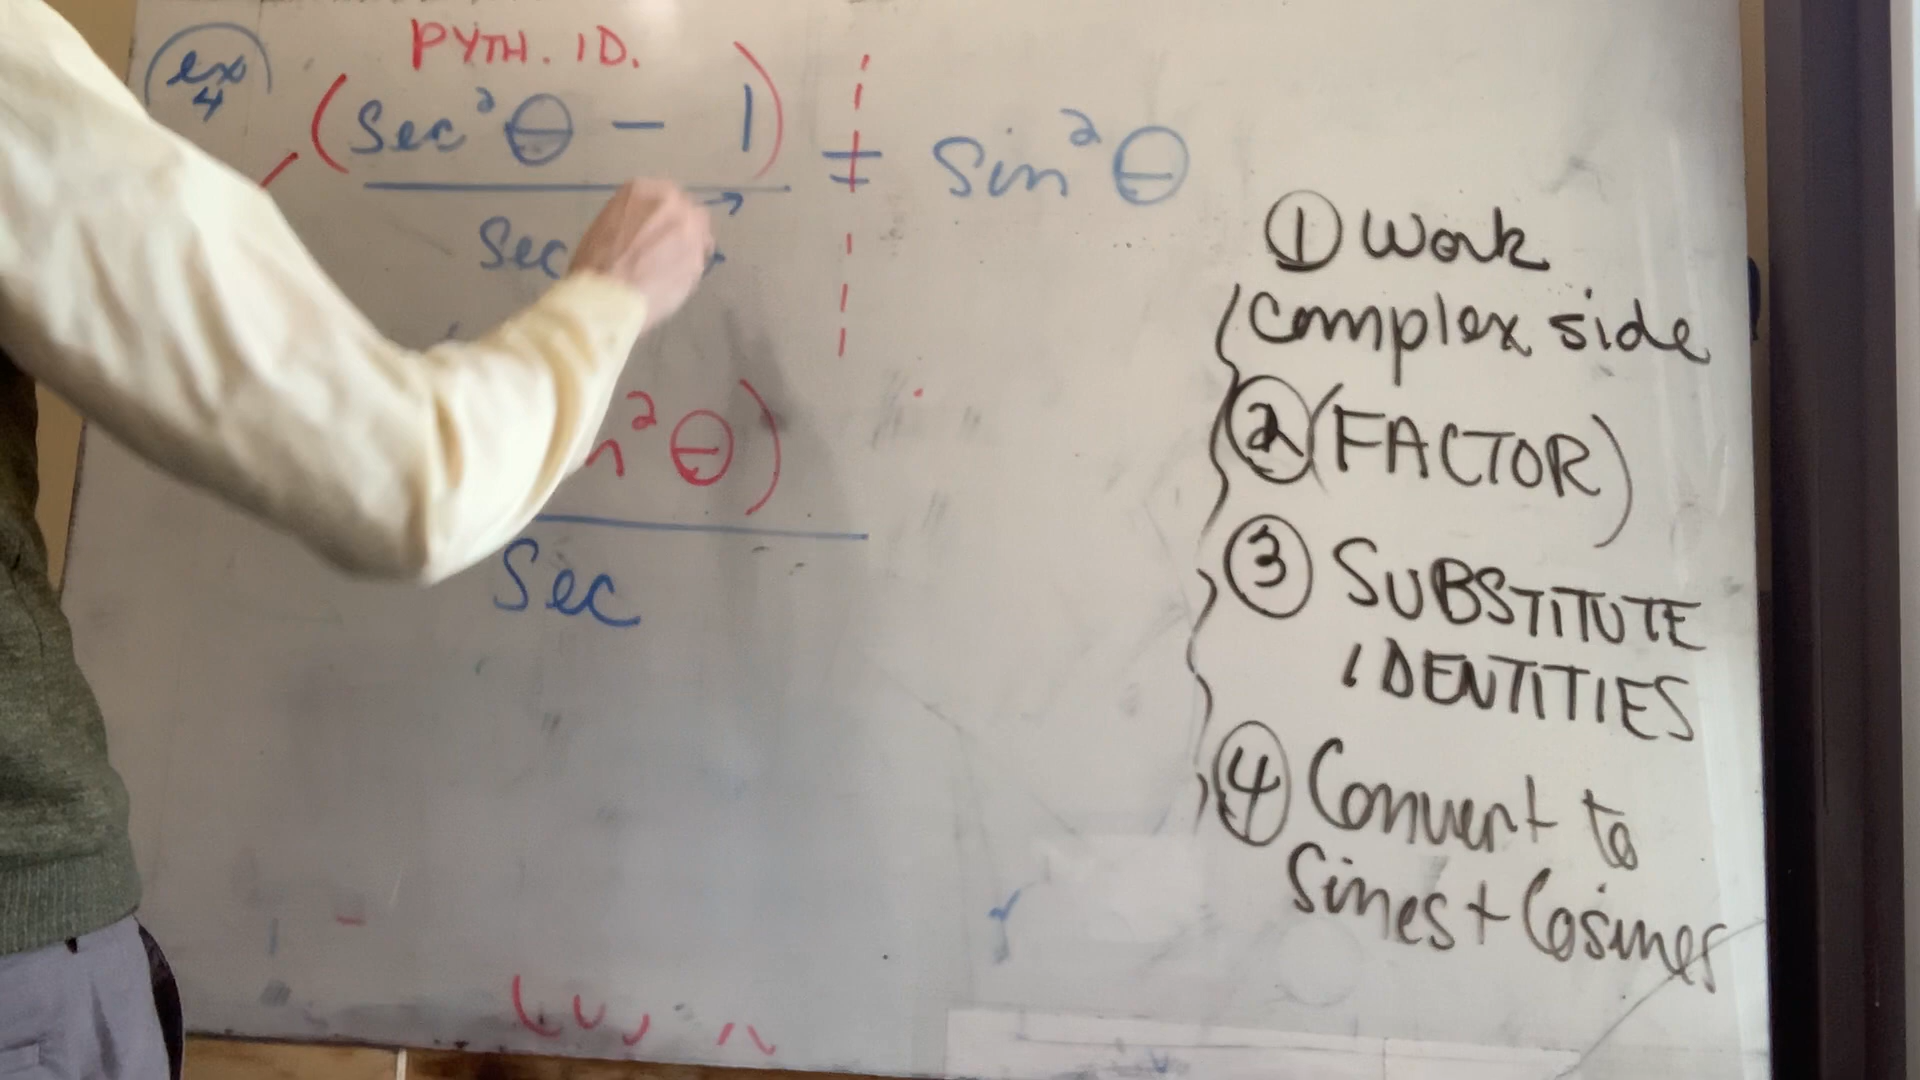 ex 4
PYTH. ID.
(sec²θ - 1) = sin²θ
sec
n²θ)
sec
① Work
complex side
② (FACTOR)
③ SUBSTITUTE
IDENTITIES
④ Convert to
Sines + Cosines